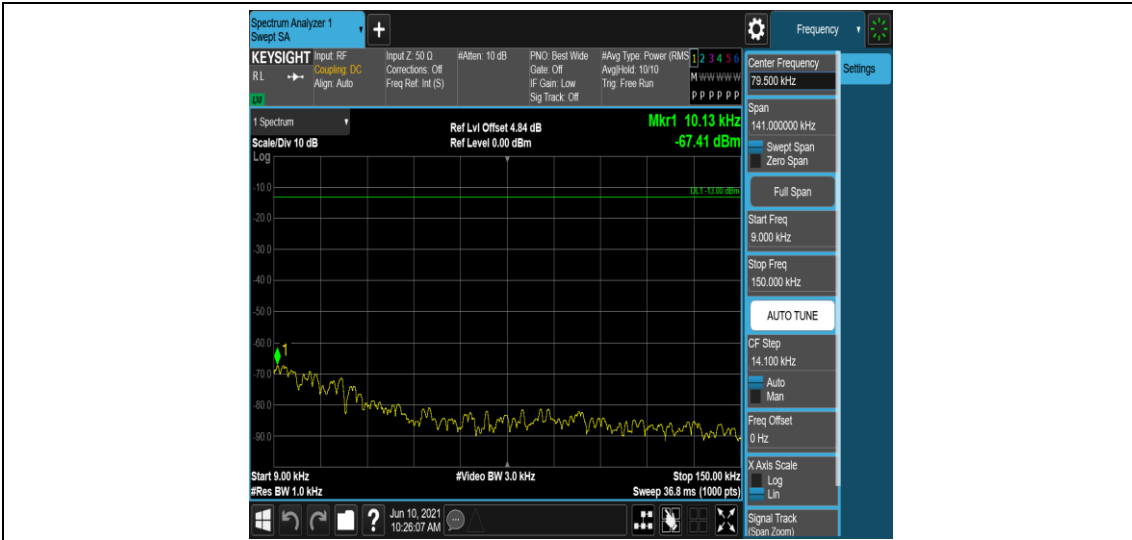 Spectrum Analyzer 1
Swept SA
+
Frequency
KEYSIGHT
RL
LXI
Input: RF
Coupling: DC
Align: Auto
Input Z: 50 Ω
Corrections: Off
Freq Ref: Int (S)
#Atten: 10 dB
PNO: Best Wide
Gate: Off
IF Gain: Low
Sig Track: Off
#Avg Type: Power (RMS
Avg|Hold: 10/10
Trig: Free Run
1 2 3 4 5 6
M W W W W W
P P P P P P
1 Spectrum
Scale/Div 10 dB
Log
Ref Lvl Offset 4.84 dB
Ref Level 0.00 dBm
Mkr1 10.13 kHz
-67.41 dBm
DL1 -13.00 dBm
-10.0
-20.0
-30.0
-40.0
-50.0
-60.0
1
-70.0
-80.0
-90.0
Start 9.00 kHz
#Res BW 1.0 kHz
#Video BW 3.0 kHz
Stop 150.00 kHz
Sweep 36.8 ms (1000 pts)
Center Frequency
79.500 kHz
Settings
Span
141.000000 kHz
Swept Span
Zero Span
Full Span
Start Freq
9.000 kHz
Stop Freq
150.000 kHz
AUTO TUNE
CF Step
14.100 kHz
Auto
Man
Freq Offset
0 Hz
X Axis Scale
Log
Lin
Signal Track
(Span Zoom)
?
Jun 10, 2021
10:26:07 AM